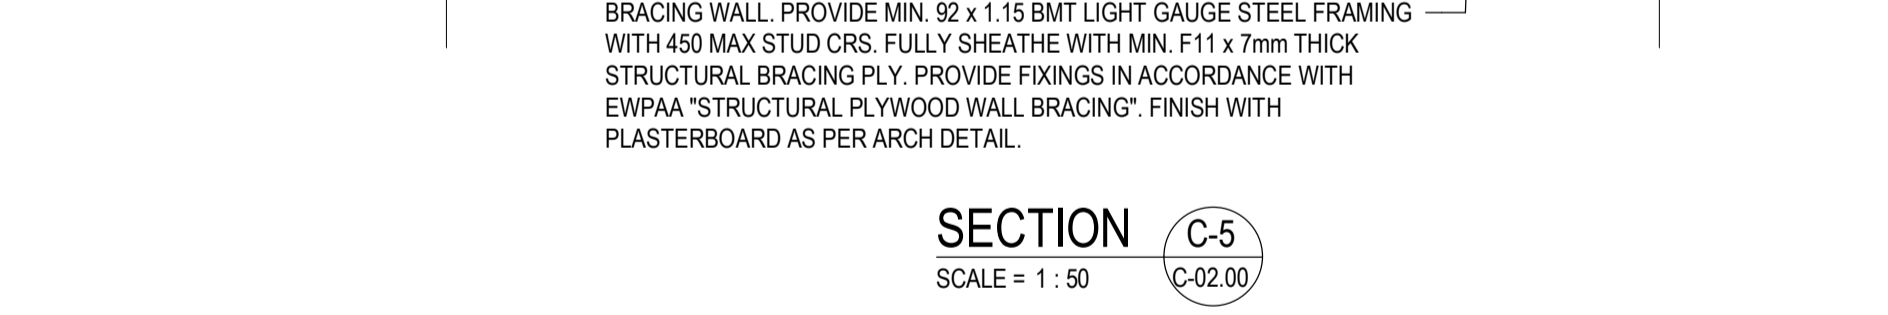 BRACING WALL. PROVIDE MIN. 92 x 1.15 BMT LIGHT GAUGE STEEL FRAMING
WITH 450 MAX STUD CRS. FULLY SHEATHE WITH MIN. F11 x 7mm THICK
STRUCTURAL BRACING PLY. PROVIDE FIXINGS IN ACCORDANCE WITH
EWPAA "STRUCTURAL PLYWOOD WALL BRACING". FINISH WITH
PLASTERBOARD AS PER ARCH DETAIL.
SECTION
C-5
SCALE = 1 : 50
C-02.00